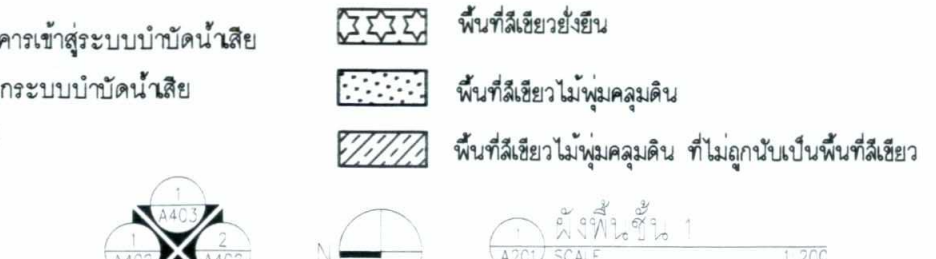 คารเข้าสู่ระบบบำบัดน้ำเสีย
กระบบบำบัดน้ำเสีย
พื้นที่สีเขียวยั่งยืน
พื้นที่สีเขียวไม้พุ่มคลุมดิน
พื้นที่สีเขียวไม้พุ่มคลุมดิน ที่ไม่ถูกนับเป็นพื้นที่สีเขียว
1
A403
1
A402
2
A402
N
1
A201
ผังพื้นชั้น 1
SCALE 1:200